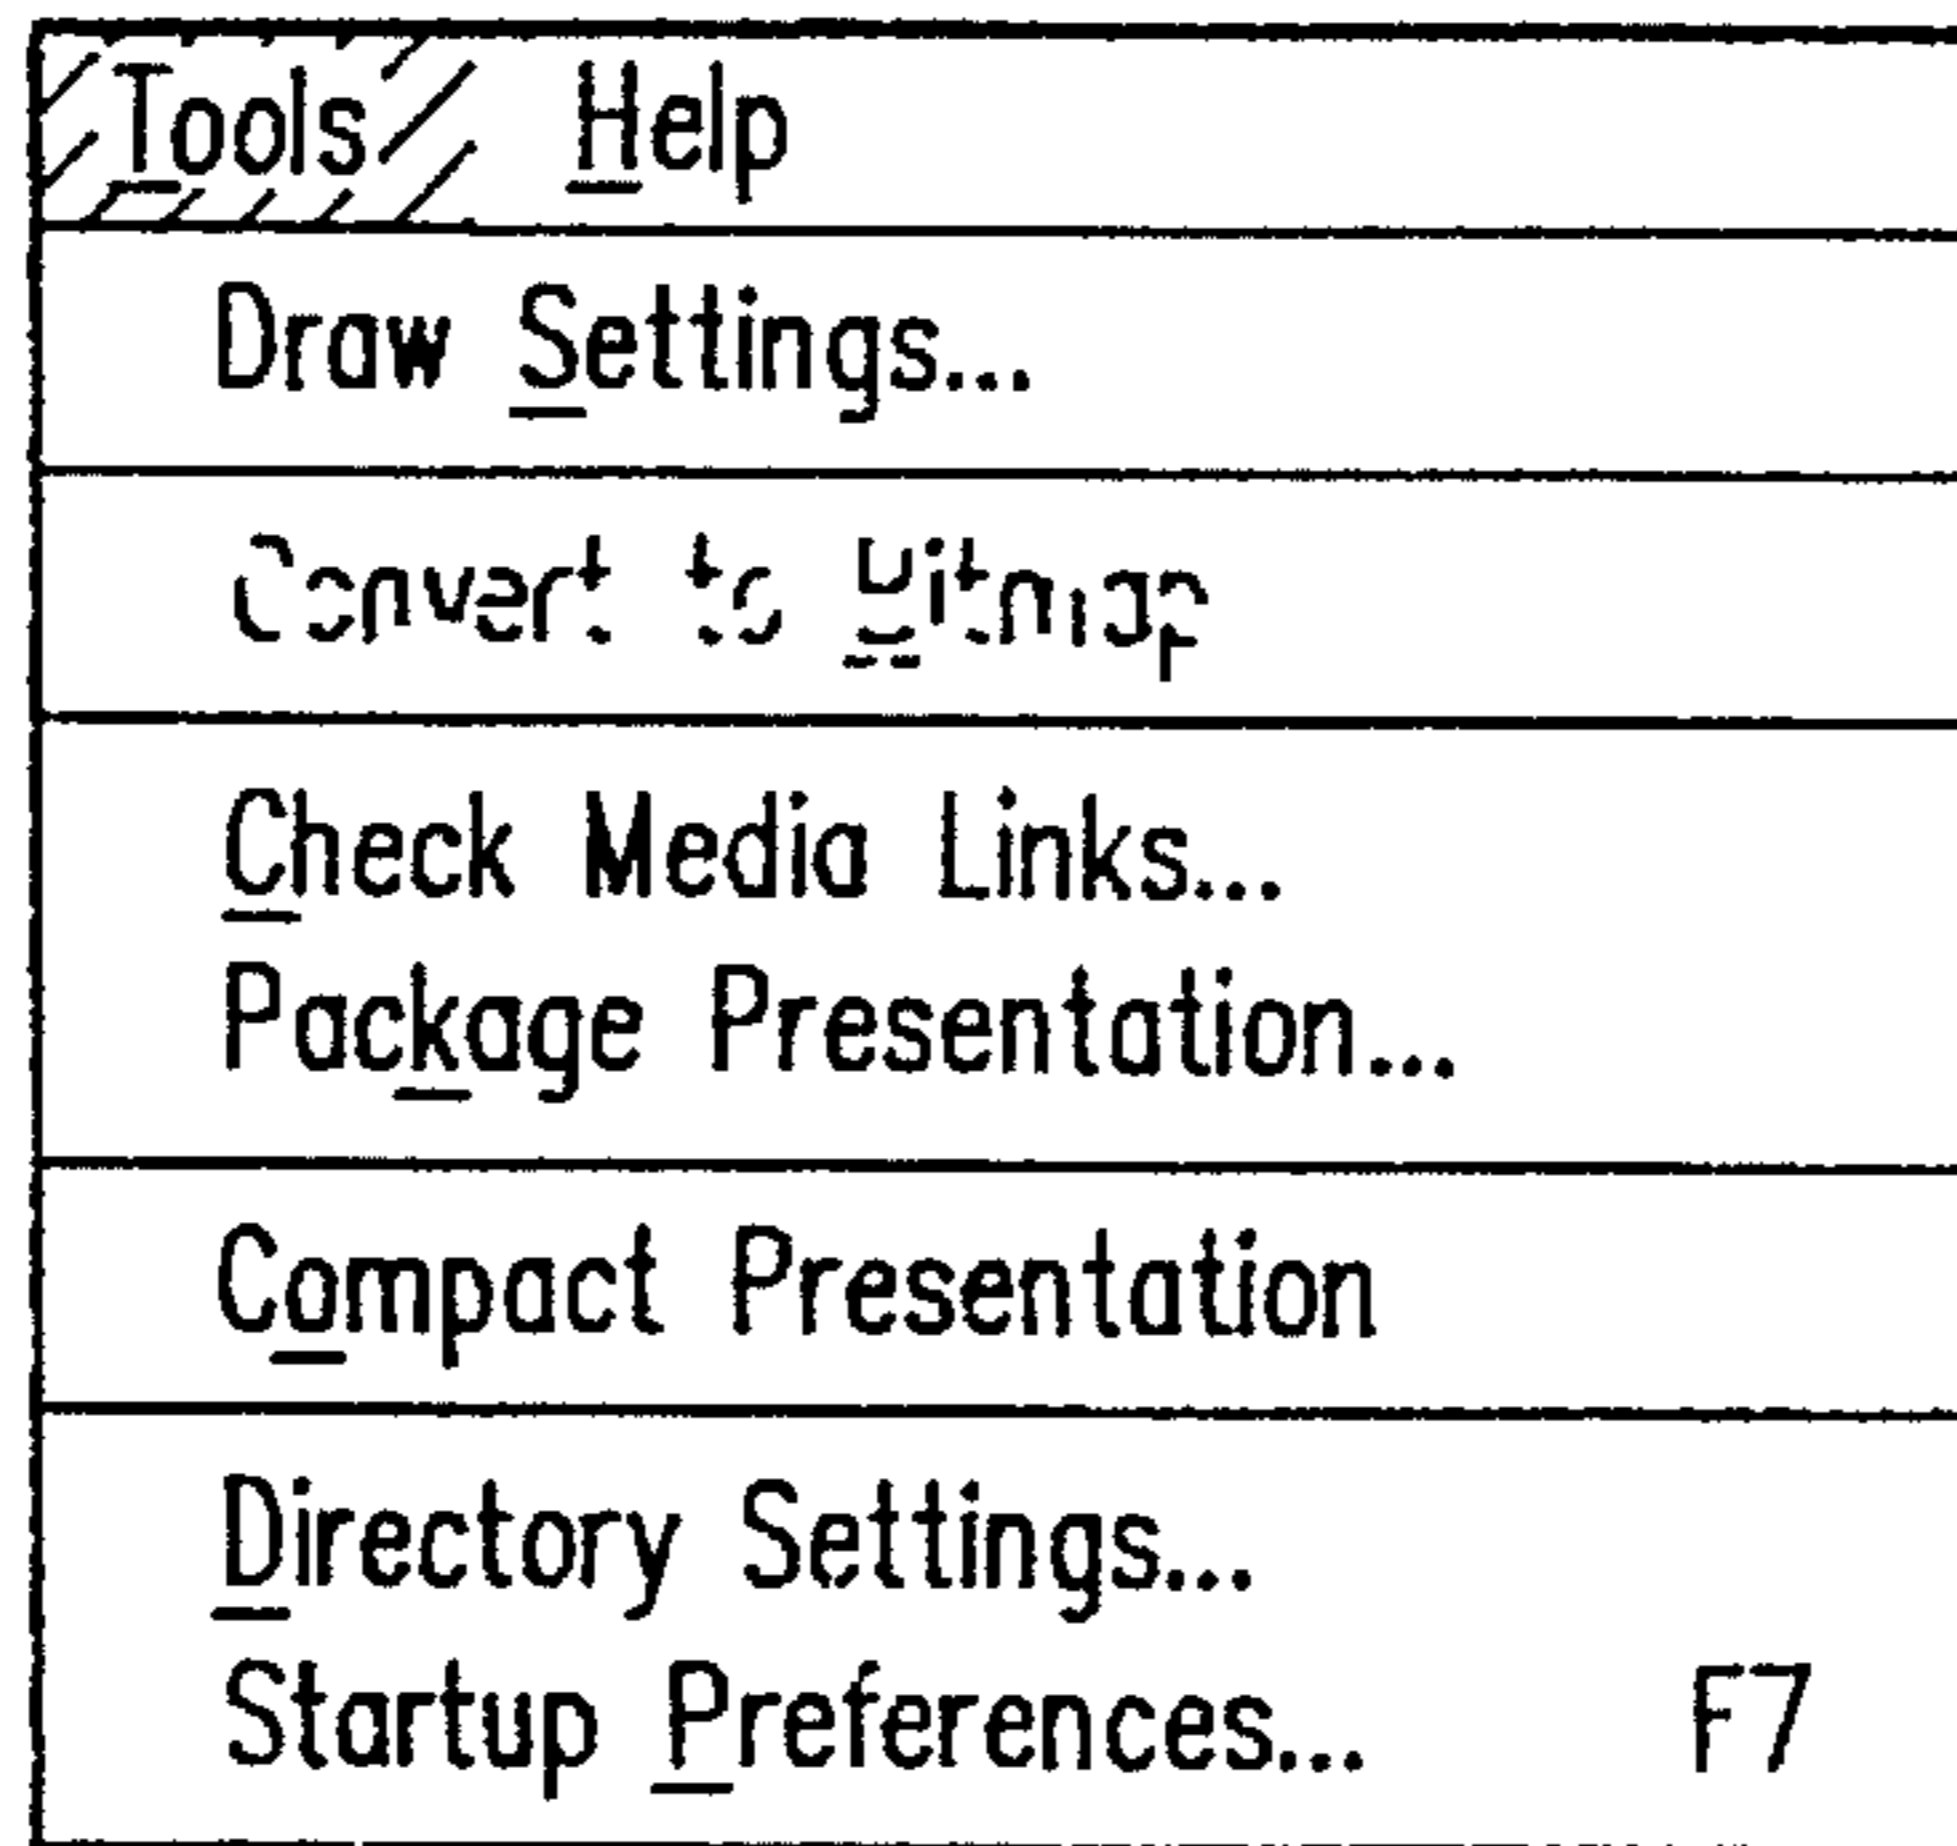 Tools Help
Draw Settings...
Convert to Bitmap
Check Media Links...
Package Presentation...
Compact Presentation
Directory Settings...
Startup Preferences... F7